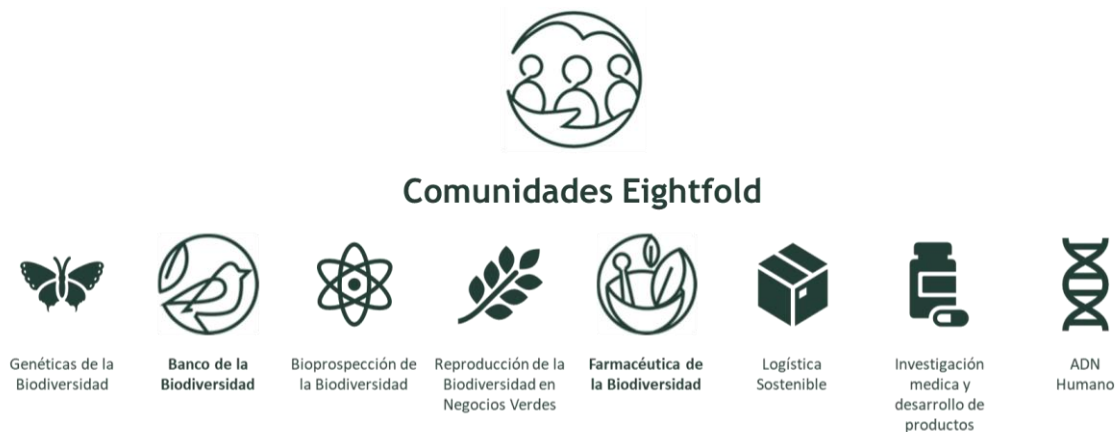 Comunidades Eightfold
Genéticas de la
Biodiversidad
Banco de la
Biodiversidad
Bioprospección de
la Biodiversidad
Reproducción de la
Biodiversidad en
Negocios Verdes
Farmacéutica de
la Biodiversidad
Logística
Sostenible
Investigación
medica y
desarrollo de
productos
ADN
Humano